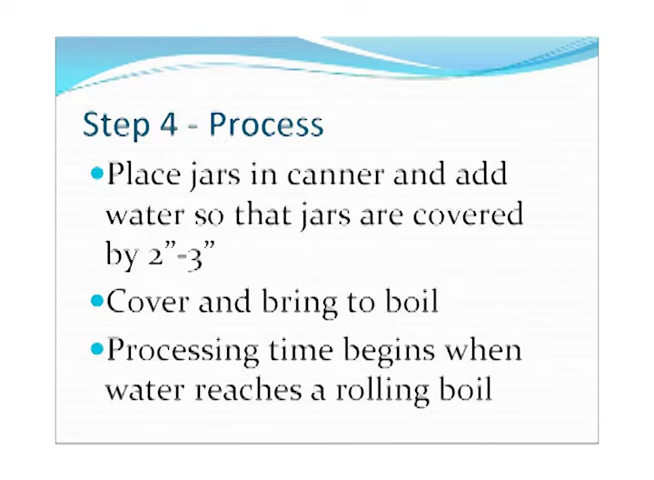 Step 4 - Process
•Place jars in canner and add
water so that jars are covered
by 2”-3”
•Cover and bring to boil
•Processing time begins when
water reaches a rolling boil